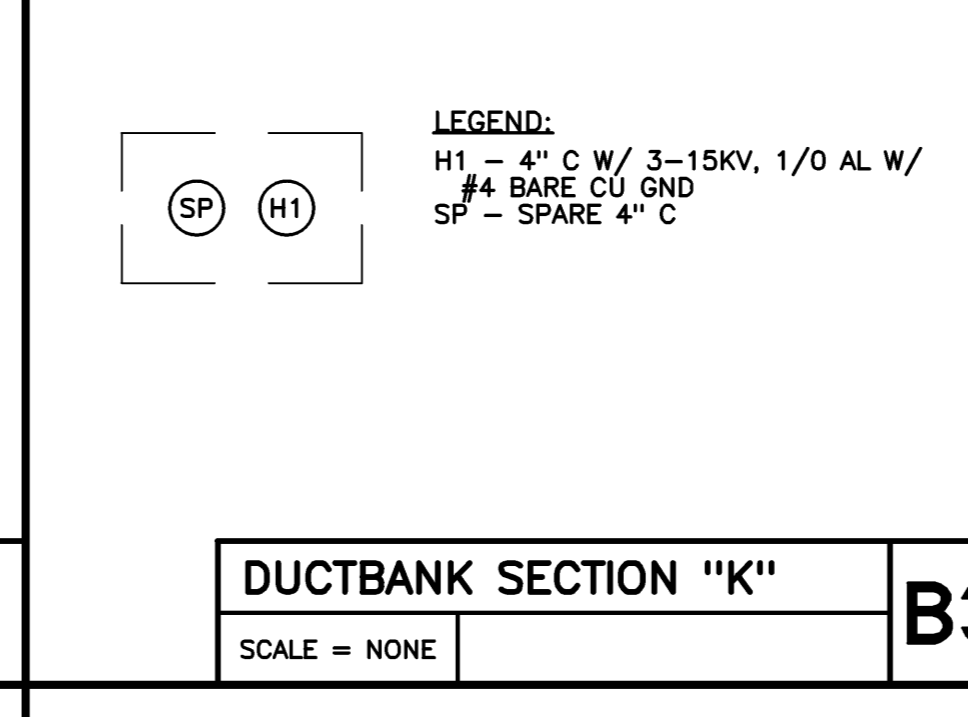 LEGEND:
H1 – 4" C W/ 3–15KV, 1/0 AL W/
#4 BARE CU GND
SP – SPARE 4" C
SP H1
DUCTBANK SECTION "K"
SCALE = NONE